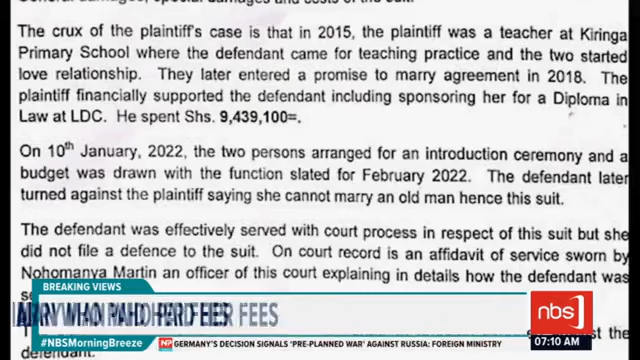 General damages, special damages and costs of the suit.
The crux of the plaintiff's case is that in 2015, the plaintiff was a teacher at Kiringa
Primary School where the defendant came for teaching practice and the two started
love relationship. They later entered a promise to marry agreement in 2018. The
plaintiff financially supported the defendant including sponsoring her for a Diploma in
Law at LDC. He spent Shs. 9,439,100=.
On 10th January, 2022, the two persons arranged for an introduction ceremony and a
budget was drawn with the function slated for February 2022. The defendant later
turned against the plaintiff saying she cannot marry an old man hence this suit.
The defendant was effectively served with court process in respect of this suit but she
did not file a defence to the suit. On court record is an affidavit of service sworn by
Nohomanya Martin an officer of this court explaining in details how the defendant was
BREAKING VIEWS
WHO PAID HER FEES
nbs
#NBSMorningBreeze
GERMANY'S DECISION SIGNALS 'PRE-PLANNED WAR' AGAINST RUSSIA: FOREIGN MINISTRY
07:10 AM
the
defendant.